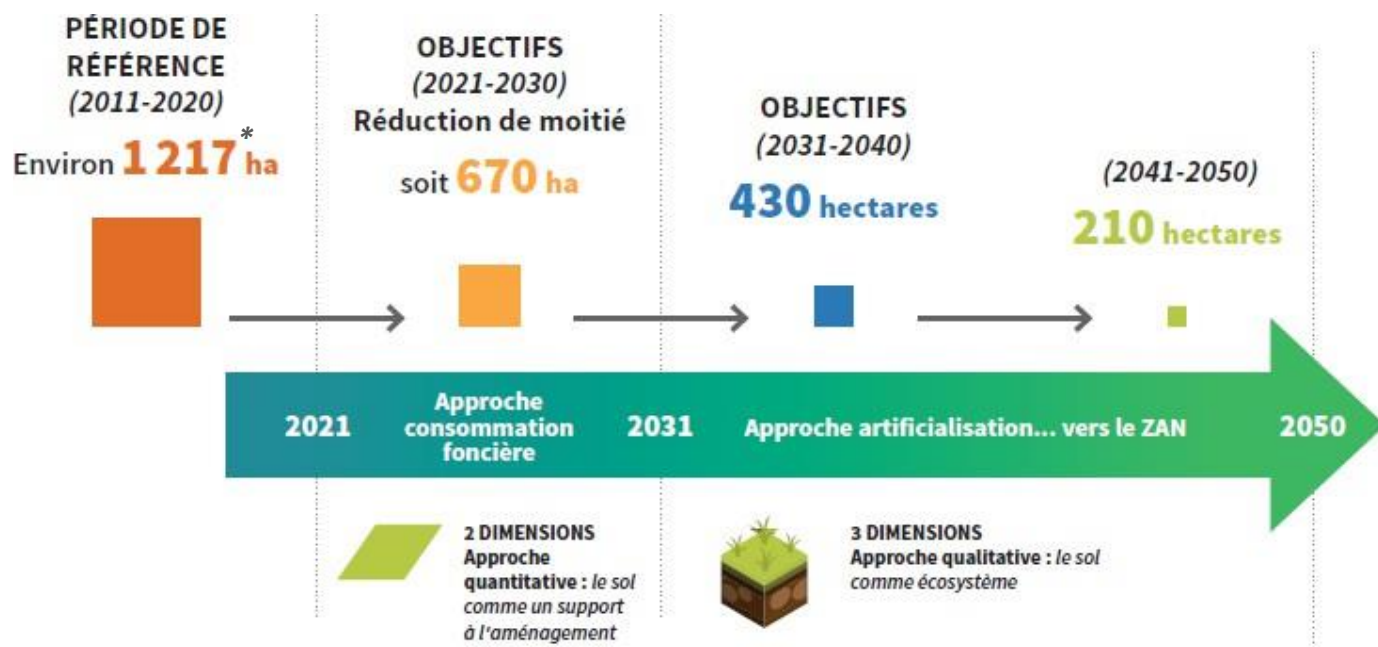 PÉRIODE DE
RÉFÉRENCE
(2011-2020)
Environ 1 217* ha
OBJECTIFS
(2021-2030)
Réduction de moitié
soit 670 ha
OBJECTIFS
(2031-2040)
430 hectares
(2041-2050)
210 hectares
2021
Approche
consommation
foncière
2031
Approche artificialisation... vers le ZAN
2050
2 DIMENSIONS
Approche
quantitative : le sol
comme un support
à l'aménagement
3 DIMENSIONS
Approche qualitative : le sol
comme écosystème